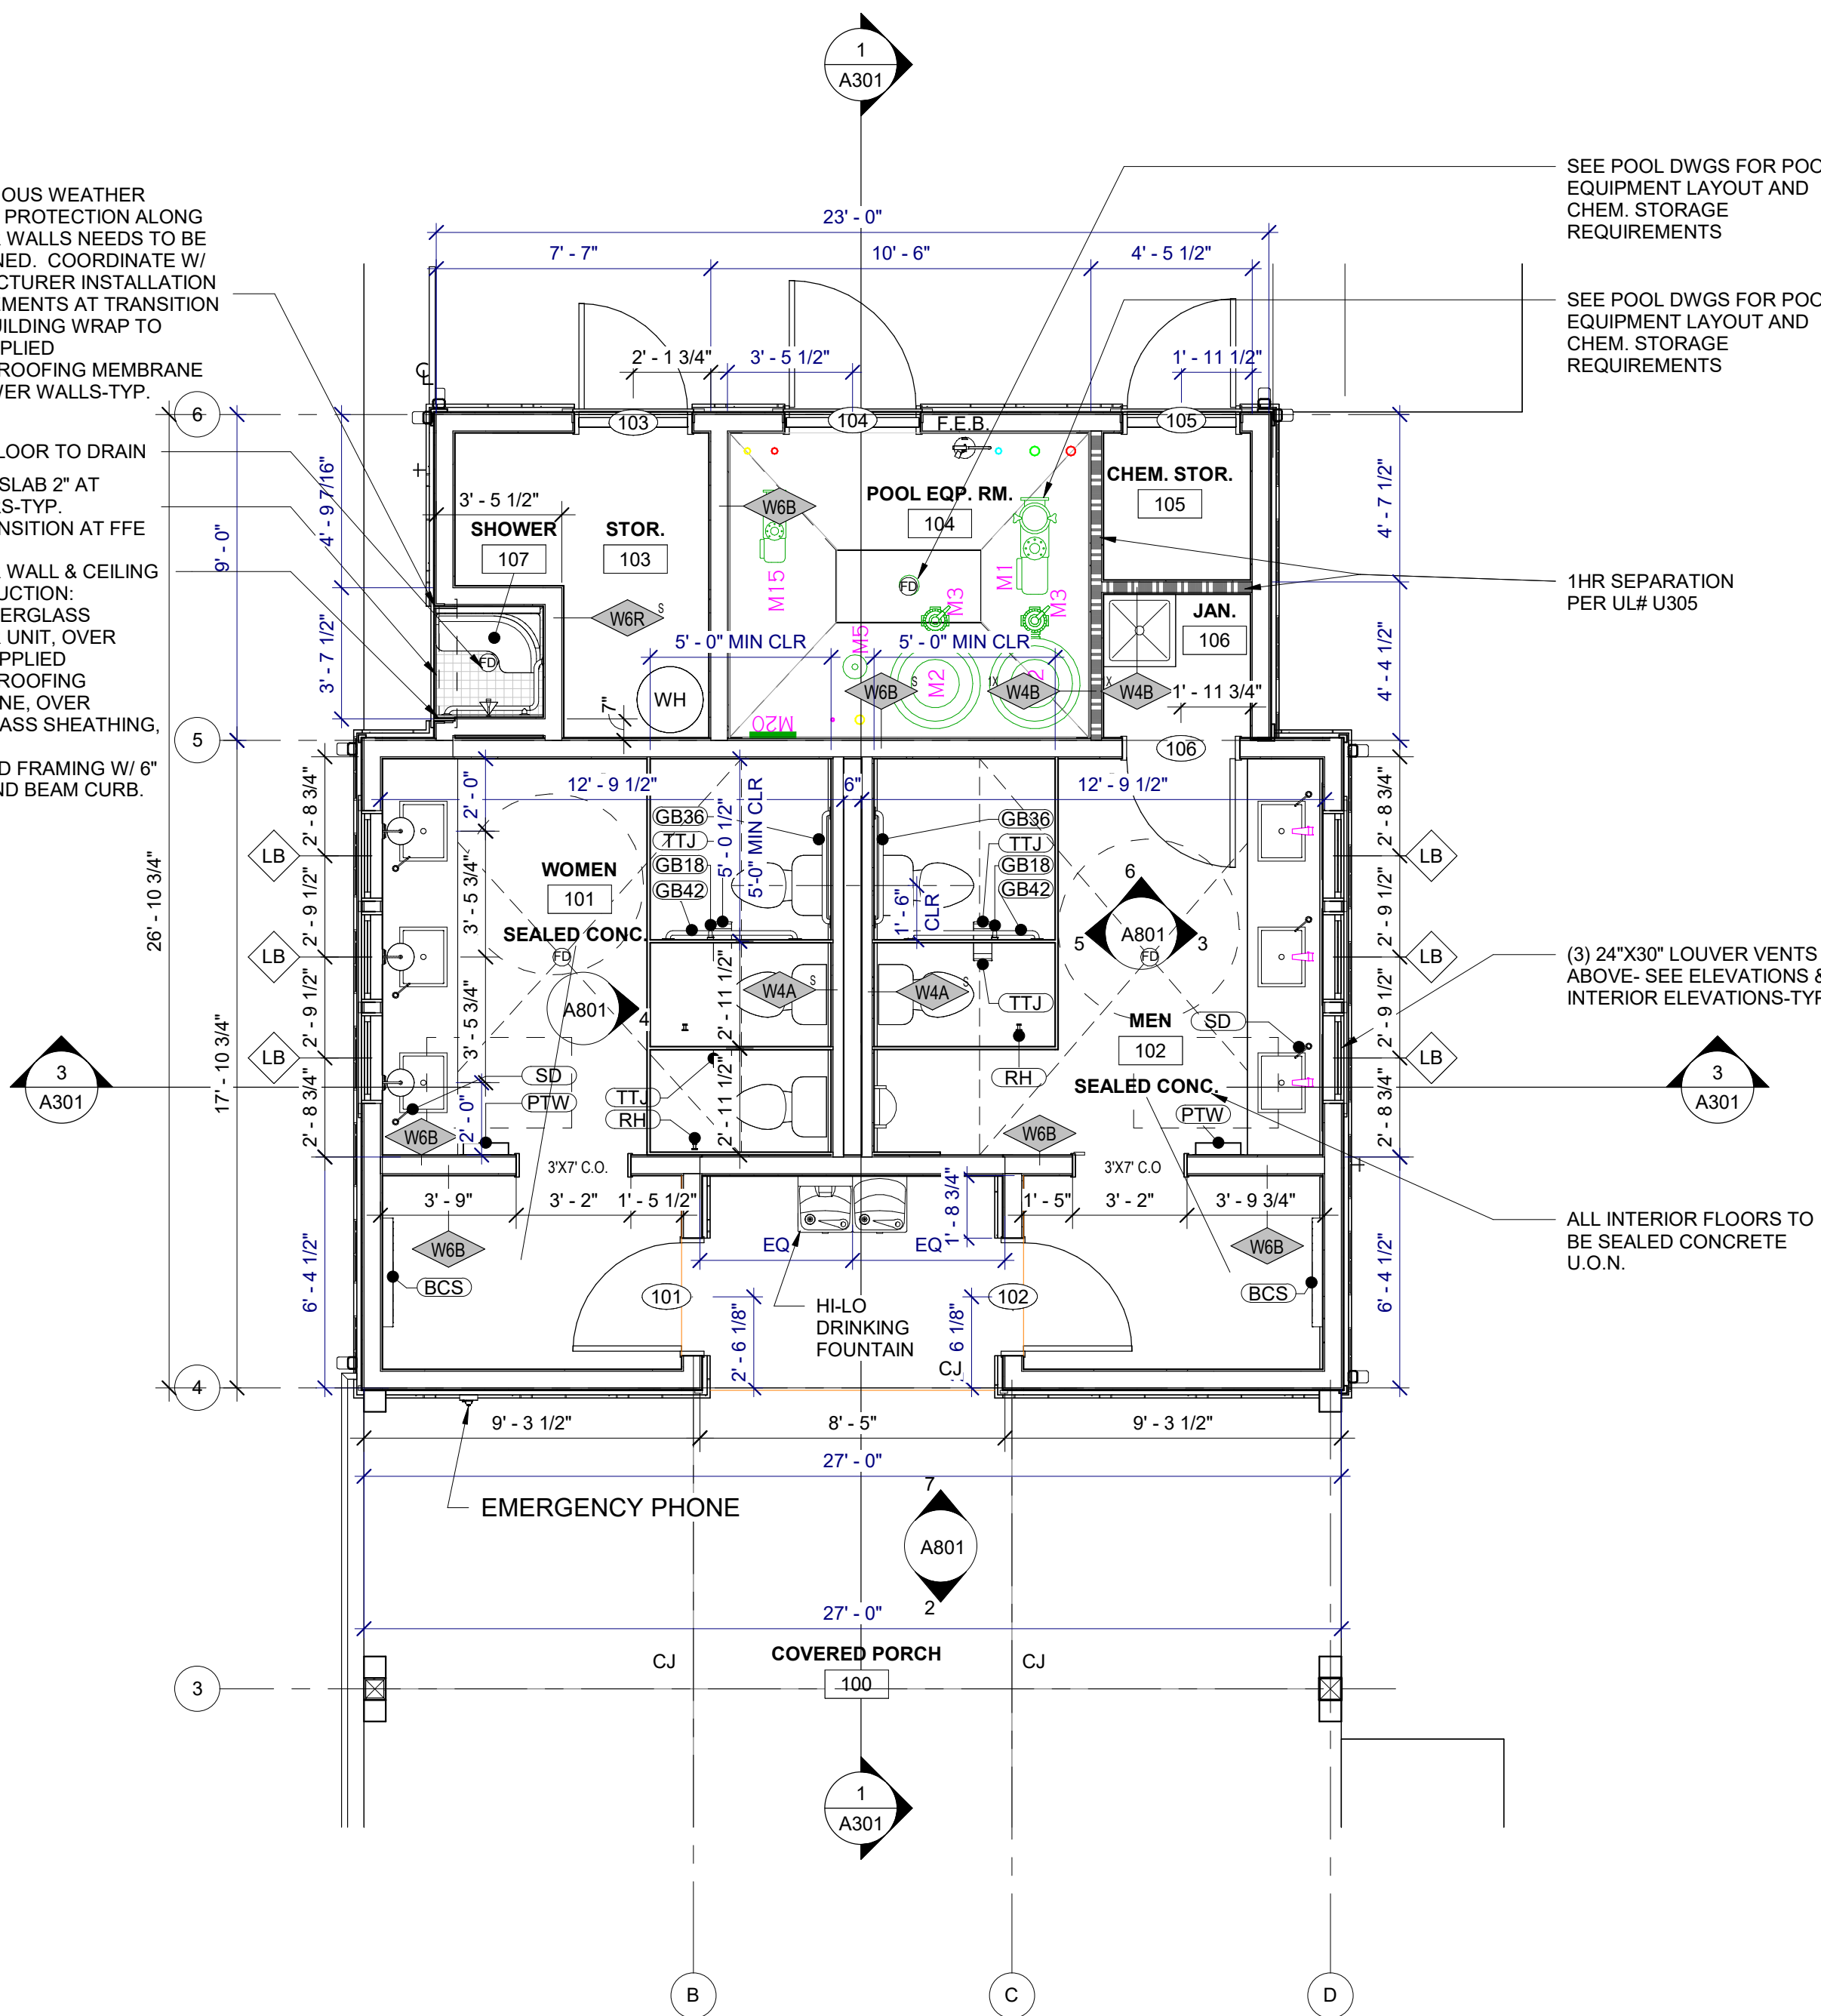 1
A301
OUS WEATHER
PROTECTION ALONG
WALLS NEEDS TO BE
NED.  COORDINATE W/
CTURER INSTALLATION
EMENTS AT TRANSITION
UILDING WRAP TO
PPLIED
ROOFING MEMBRANE
WER WALLS-TYP.
LOOR TO DRAIN
SLAB 2" AT
S-TYP.
NSITION AT FFE
WALL & CEILING
UCTION:
ERGLASS
UNIT, OVER
PPLIED
ROOFING
NE, OVER
ASS SHEATHING,
D FRAMING W/ 6"
ND BEAM CURB.
SEE POOL DWGS FOR POO
EQUIPMENT LAYOUT AND
CHEM. STORAGE
REQUIREMENTS
SEE POOL DWGS FOR POO
EQUIPMENT LAYOUT AND
CHEM. STORAGE
REQUIREMENTS
1HR SEPARATION
PER UL# U305
(3) 24"X30" LOUVER VENTS
ABOVE- SEE ELEVATIONS &
INTERIOR ELEVATIONS-TYP
ALL INTERIOR FLOORS TO
BE SEALED CONCRETE
U.O.N.
23' - 0"
7' - 7"
10' - 6"
4' - 5 1/2"
2' - 1 3/4"
3' - 5 1/2"
1' - 11 1/2"
6
103
104
F.E.B.
105
9' - 0"
4' - 9 7/16"
3' - 7 1/2"
3' - 5 1/2"
SHOWER
107
STOR.
103
W6B
POOL EQP. RM.
104
CHEM. STOR.
105
4' - 7 1/2"
4' - 4 1/2"
M15
M1
FD
M3
M3
M5
M2
2
M20
JAN.
106
W6R
S
5' - 0" MIN CLR
5' - 0" MIN CLR
FD
WH
7"
W6B
S
1X
W4B
X
W4B
1' - 11 3/4"
5
106
12' - 9 1/2"
6"
12' - 9 1/2"
26' - 10 3/4"
17' - 10 3/4"
2' - 8 3/4"
2' - 9 1/2"
2' - 9 1/2"
2' - 8 3/4"
6' - 4 1/2"
LB
LB
LB
2' - 0"
3' - 5 3/4"
3' - 5 3/4"
2' - 0"
WOMEN
101
SEALED CONC.
FD
A801
4
GB36
TTJ
GB18
GB42
5' - 0 1/2"
5'-0" MIN CLR
2' - 11 1/2"
2' - 11 1/2"
W4A
S
W4A
S
GB36
TTJ
GB18
GB42
1' - 6"
CLR
TTJ
RH
6
5
A801
3
FD
MEN
102
SEALED CONC.
SD
PTW
SD
PTW
TTJ
RH
W6B
W6B
LB
LB
LB
2' - 8 3/4"
2' - 9 1/2"
2' - 9 1/2"
2' - 8 3/4"
6' - 4 1/2"
3
A301
3
A301
3'X7' C.O.
3'X7' C.O
3' - 9"
3' - 2"
1' - 5 1/2"
1' - 8 3/4"
1' - 5"
3' - 2"
3' - 9 3/4"
W6B
W6B
EQ
EQ
BCS
BCS
101
102
HI-LO
DRINKING
FOUNTAIN
2' - 6 1/8"
6 1/8"
CJ
4
9' - 3 1/2"
8' - 5"
9' - 3 1/2"
27' - 0"
EMERGENCY PHONE
7
A801
2
27' - 0"
COVERED PORCH
100
CJ
CJ
3
1
A301
B
C
D